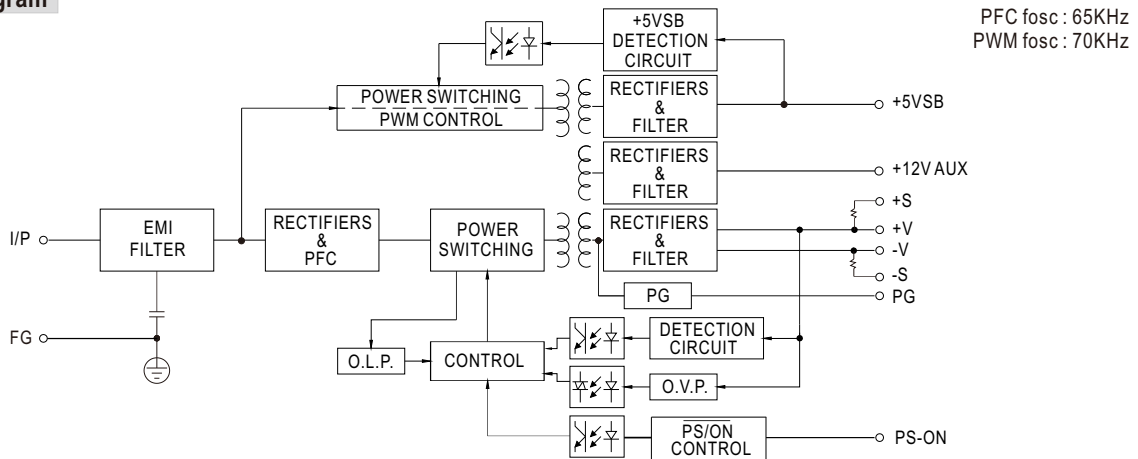 gram
PFC fosc : 65KHz
PWM fosc : 70KHz
+5VSB
DETECTION
CIRCUIT
POWER SWITCHING
PWM CONTROL
RECTIFIERS
&
FILTER
+5VSB
RECTIFIERS
&
FILTER
+12V AUX
I/P
EMI
FILTER
RECTIFIERS
&
PFC
POWER
SWITCHING
RECTIFIERS
&
FILTER
+S
+V
-V
-S
PG
PG
FG
O.L.P.
CONTROL
DETECTION
CIRCUIT
O.V.P.
PS/ON
CONTROL
PS-ON